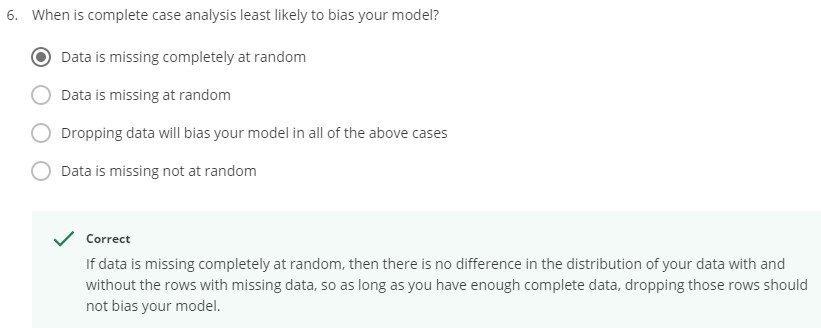 6. When is complete case analysis least likely to bias your model?
Data is missing completely at random
Data is missing at random
Dropping data will bias your model in all of the above cases
Data is missing not at random
Correct
If data is missing completely at random, then there is no difference in the distribution of your data with and
without the rows with missing data, so as long as you have enough complete data, dropping those rows should
not bias your model.